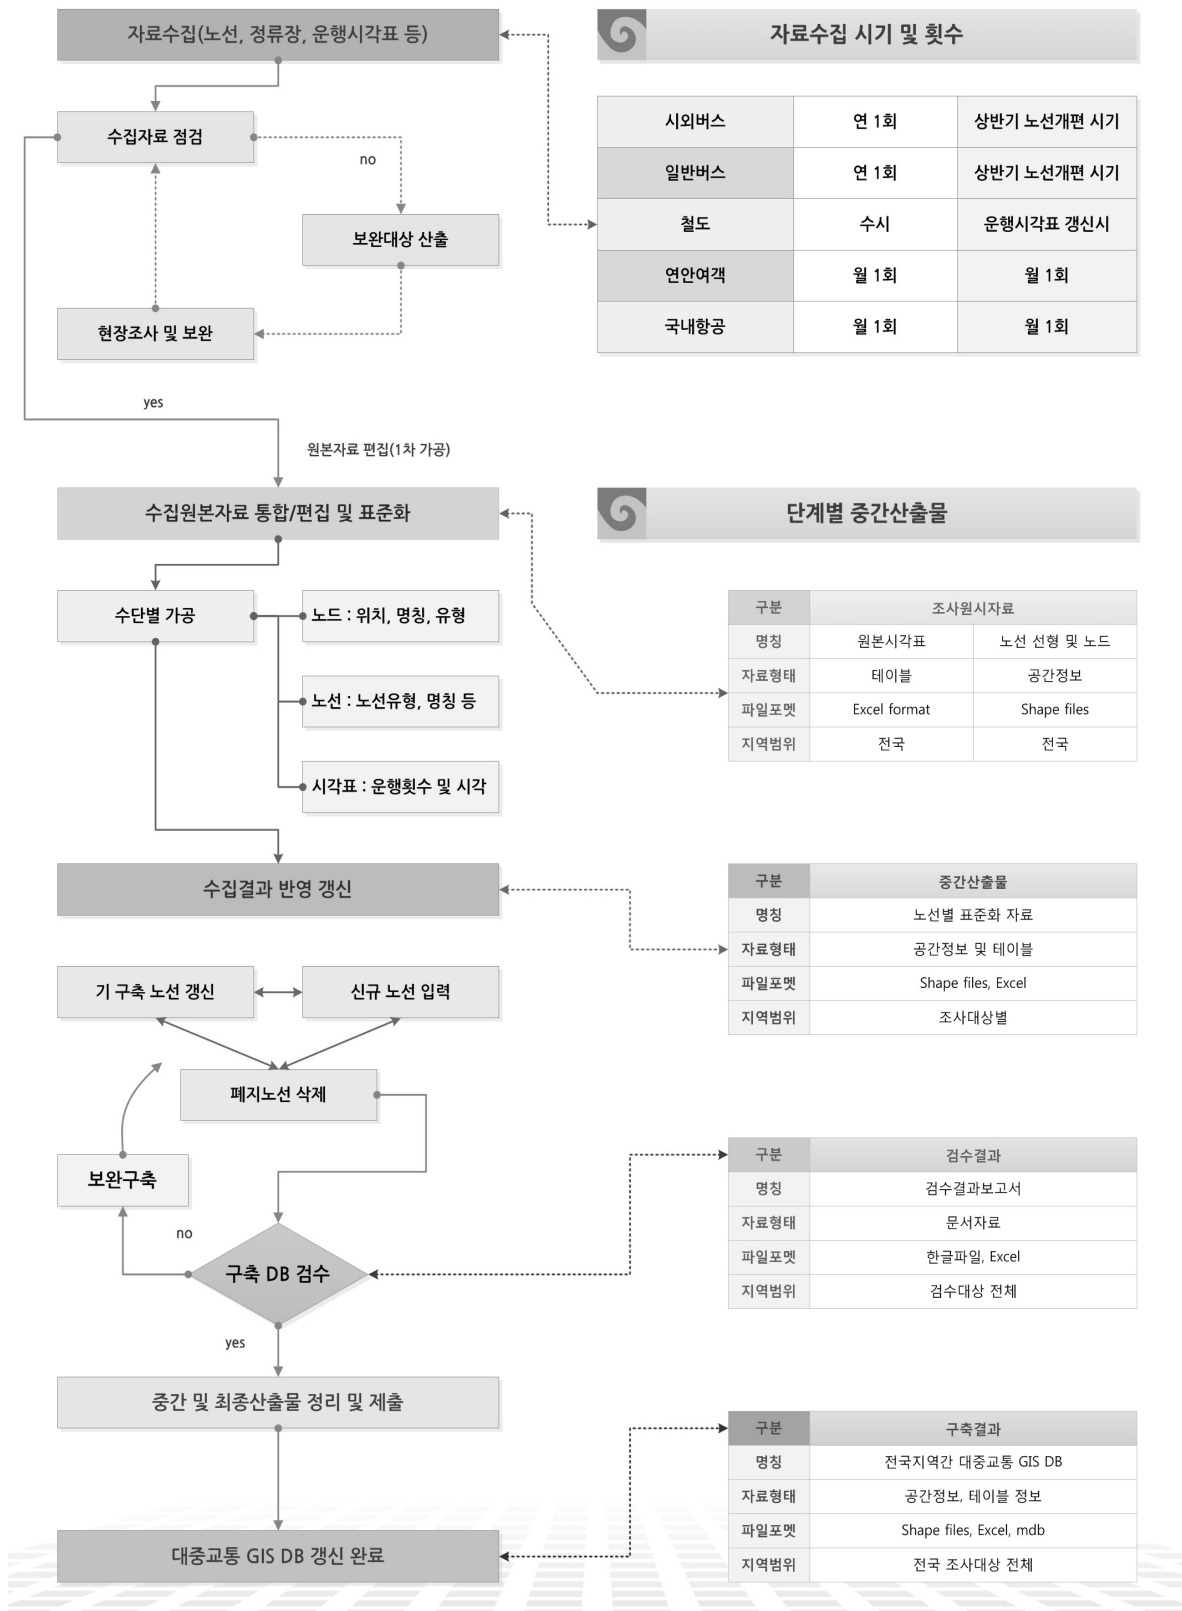 자료수집(노선, 정류장, 운행시각표 등)
자료수집 시기 및 횟수
수집자료 점검
no
보완대상 산출
현장조사 및 보완
yes
시외버스 연 1회 상반기 노선개편 시기
일반버스 연 1회 상반기 노선개편 시기
철도 수시 운행시각표 갱신시
연안여객 월 1회 월 1회
국내항공 월 1회 월 1회
원본자료 편집(1차 가공)
수집원본자료 통합/편집 및 표준화
단계별 중간산출물
수단별 가공
노드 : 위치, 명칭, 유형
노선 : 노선유형, 명칭 등
시각표 : 운행횟수 및 시각
구분 조사원시자료
명칭 원본시각표 노선 선형 및 노드
자료형태 테이블 공간정보
파일포멧 Excel format Shape files
지역범위 전국 전국
수집결과 반영 갱신
구분 중간산출물
명칭 노선별 표준화 자료
자료형태 공간정보 및 테이블
파일포멧 Shape files, Excel
지역범위 조사대상별
기 구축 노선 갱신
신규 노선 입력
폐지노선 삭제
보완구축
no
구축 DB 검수
yes
구분 검수결과
명칭 검수결과보고서
자료형태 문서자료
파일포멧 한글파일, Excel
지역범위 검수대상 전체
중간 및 최종산출물 정리 및 제출
대중교통 GIS DB 갱신 완료
구분 구축결과
명칭 전국지역간 대중교통 GIS DB
자료형태 공간정보, 테이블 정보
파일포멧 Shape files, Excel, mdb
지역범위 전국 조사대상 전체